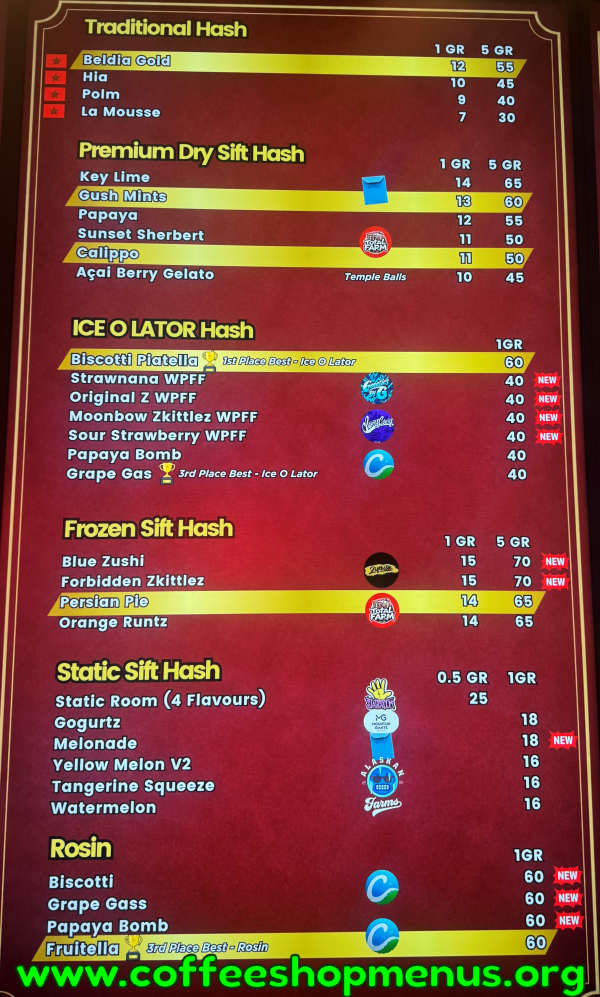 Traditional Hash
1 GR 5 GR
Beldia Gold 12 55
Hia 10 45
Polm 9 40
La Mousse 7 30
Premium Dry Sift Hash
1 GR 5 GR
Key Lime 14 65
Gush Mints 13 60
Papaya 12 55
Sunset Sherbert 11 50
TOTAL FARM
Calippo 11 50
Açai Berry Gelato Temple Balls 10 45
ICE O LATOR Hash
1GR
Biscotti Platella 1st Place Best - Ice O Lator 60
Strawnana WPFF 40 NEW
Original Z WPFF 40 NEW
Moonbow Zkittlez WPFF 40 NEW
Sour Strawberry WPFF 40 NEW
Papaya Bomb 40
Grape Gas 3rd Place Best - Ice O Lator 40
Frozen Sift Hash
1 GR 5 GR
Blue Zushi 15 70 NEW
Forbidden Zkittlez 15 70 NEW
Persian Pie 14 65
TOTAL FARM
Orange Runtz 14 65
Static Sift Hash
0.5 GR 1GR
Static Room (4 Flavours) 25
Gogurtz MG 18
Melonade 18 NEW
Yellow Melon V2 16
ALASKAN
Tangerine Squeeze 16
Farms
Watermelon 16
Rosin
1GR
Biscotti 60 NEW
Grape Gass 60 NEW
Papaya Bomb 60 NEW
Fruitella 3rd Place Best - Rosin 60
www.coffeeshopmenus.org